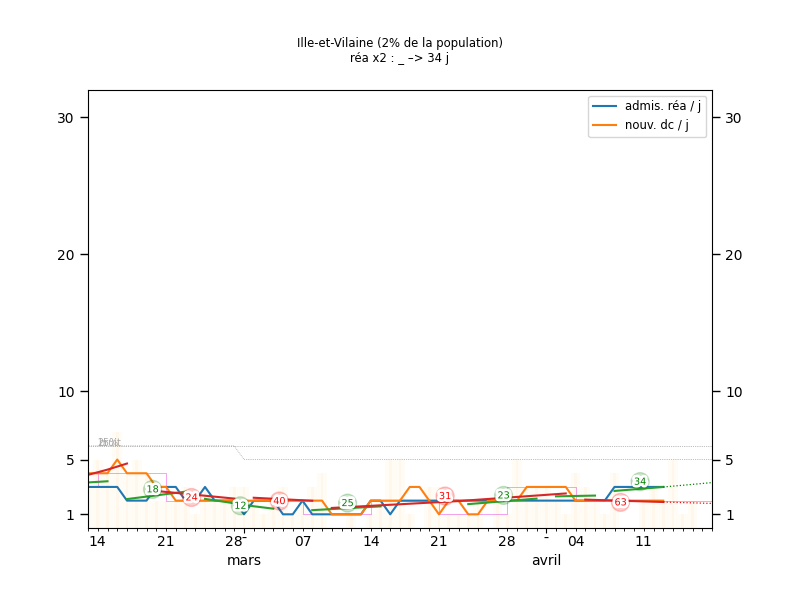 Ille-et-Vilaine (2% de la population)
réa x2 : _ –> 34 j
admis. réa / j
nouv. dc / j
30 30
20 20
10 10
5 5
1 1
18 24 12 40 25 31 23 63 34
14 21 28 07 14 21 28 04 11
mars avril